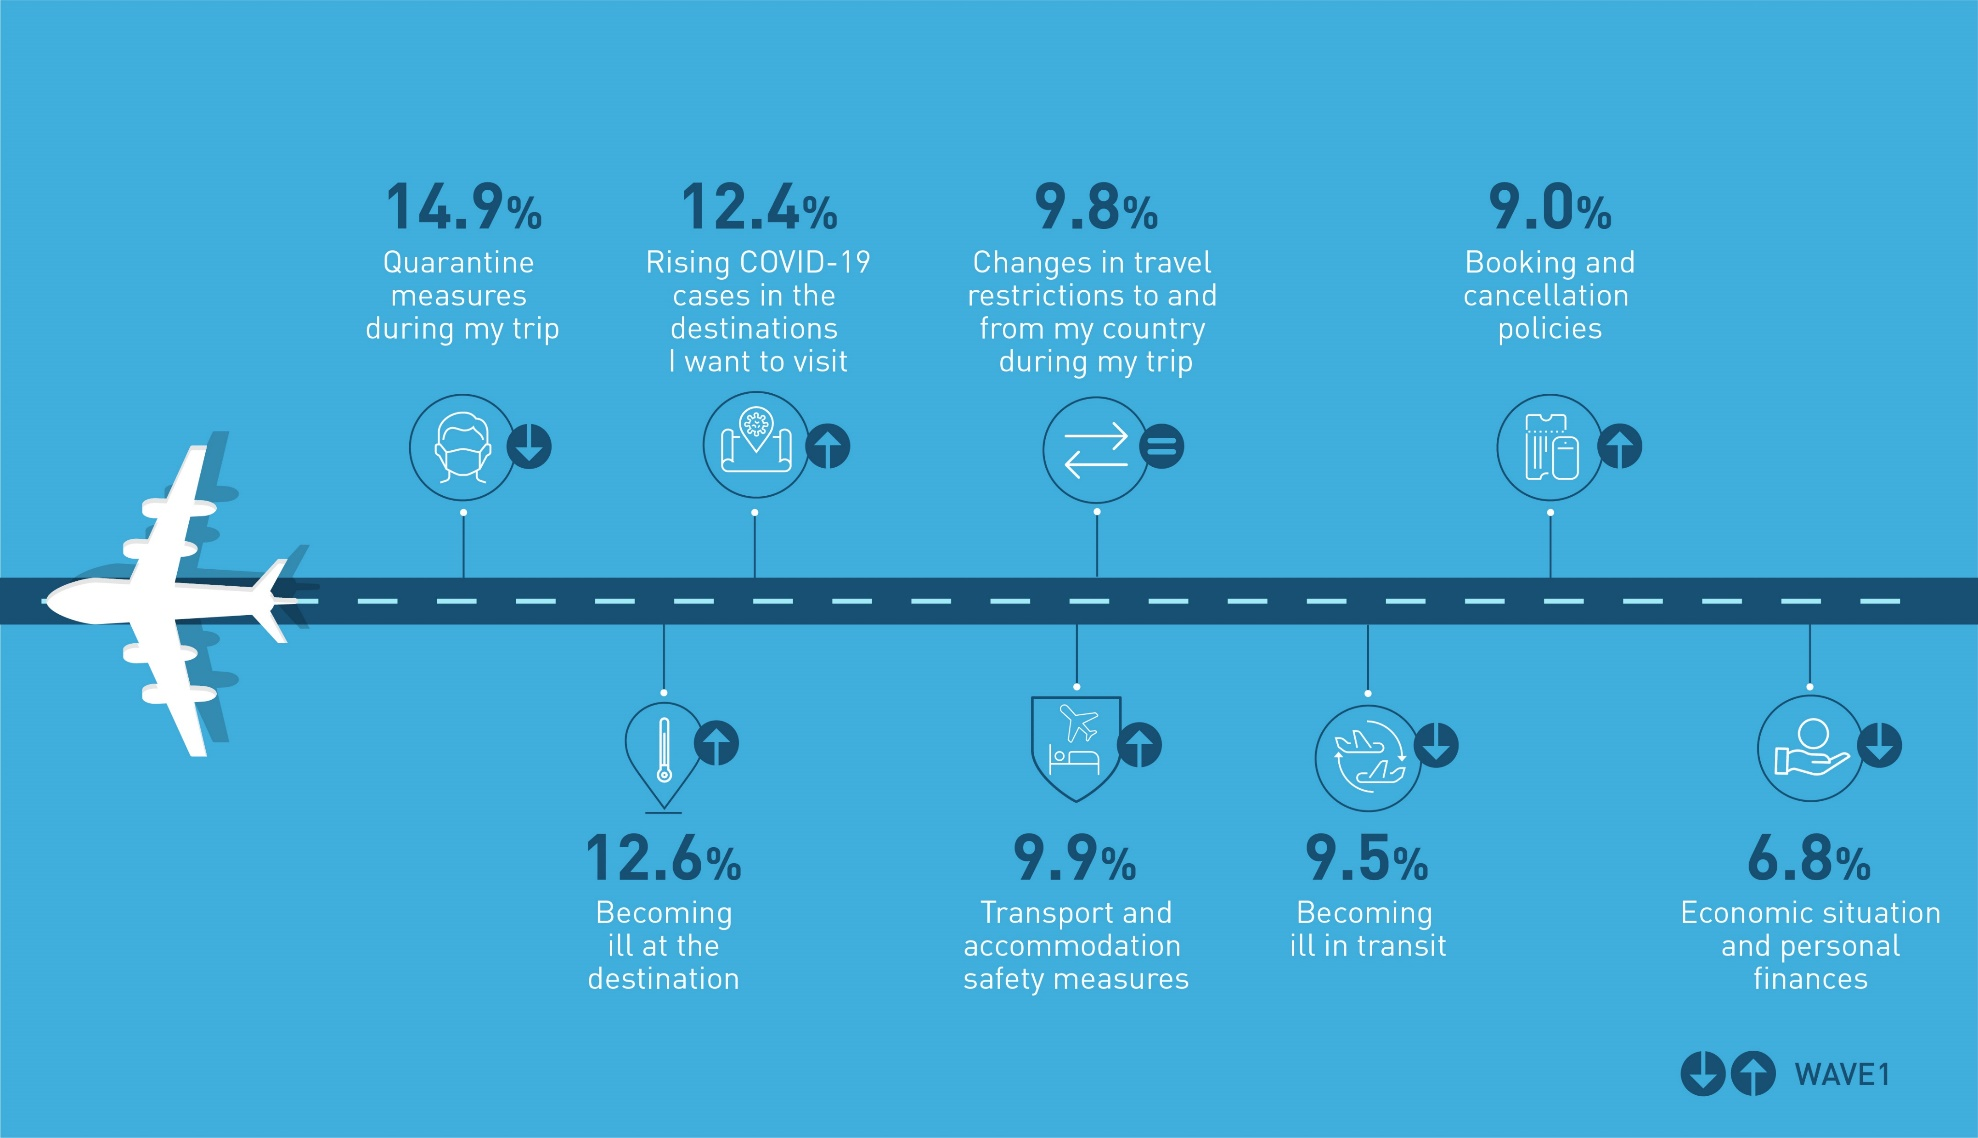 14.9%
Quarantine
measures
during my trip
12.4%
Rising COVID-19
cases in the
destinations
I want to visit
9.8%
Changes in travel
restrictions to and
from my country
during my trip
9.0%
Booking and
cancellation
policies
12.6%
Becoming
ill at the
destination
9.9%
Transport and
accommodation
safety measures
9.5%
Becoming
ill in transit
6.8%
Economic situation
and personal
finances
WAVE1